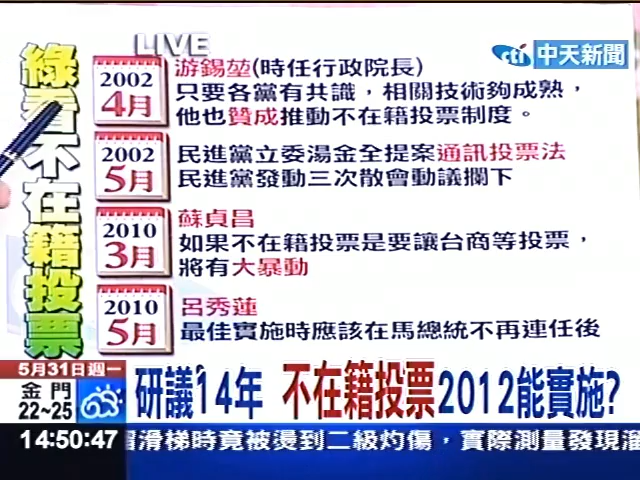 LIVE
cti 中天新聞
綠看不在籍投票
2002
4月
游錫堃(時任行政院長)
只要各黨有共識，相關技術夠成熟，
他也贊成推動不在籍投票制度。
2002
5月
民進黨立委湯金全提案通訊投票法
民進黨發動三次散會動議擱下
2010
3月
蘇貞昌
如果不在籍投票是要讓台商等投票，
將有大暴動
2010
5月
呂秀蓮
最佳實施時應該在馬總統不再連任後
5月31日週一
金門
22~25
研議14年 不在籍投票2012能實施?
14:50:47
滑梯時竟被燙到二級灼傷，實際測量發現溜